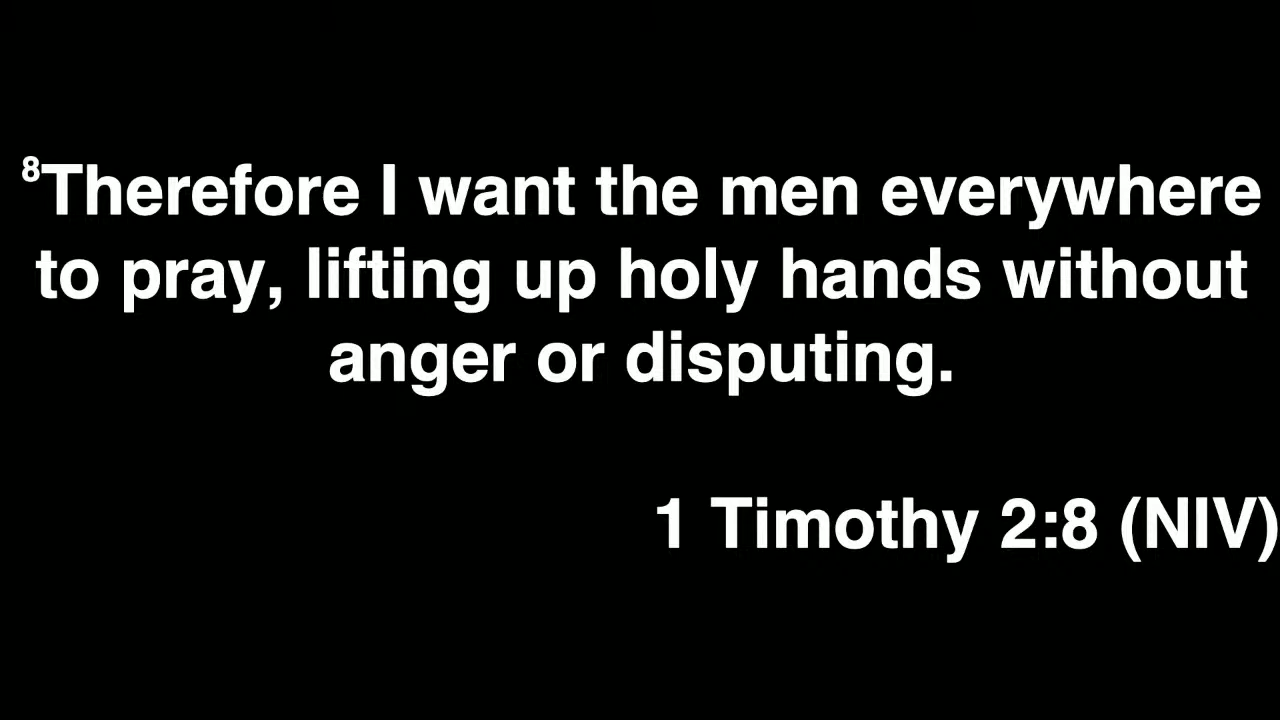 ⁸Therefore I want the men everywhere
to pray, lifting up holy hands without
anger or disputing.
1 Timothy 2:8 (NIV)